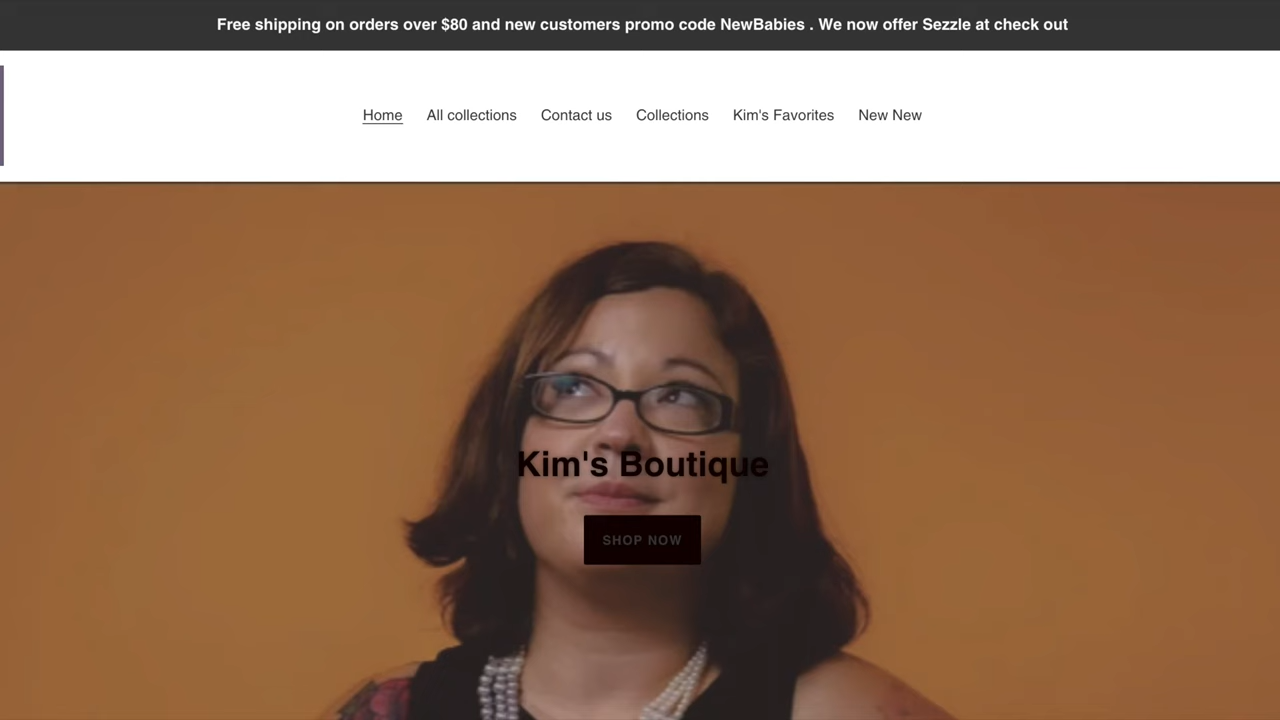 Free shipping on orders over $80 and new customers promo code NewBabies . We now offer Sezzle at check out
Home All collections Contact us Collections Kim's Favorites New New
Kim's Boutique
SHOP NOW